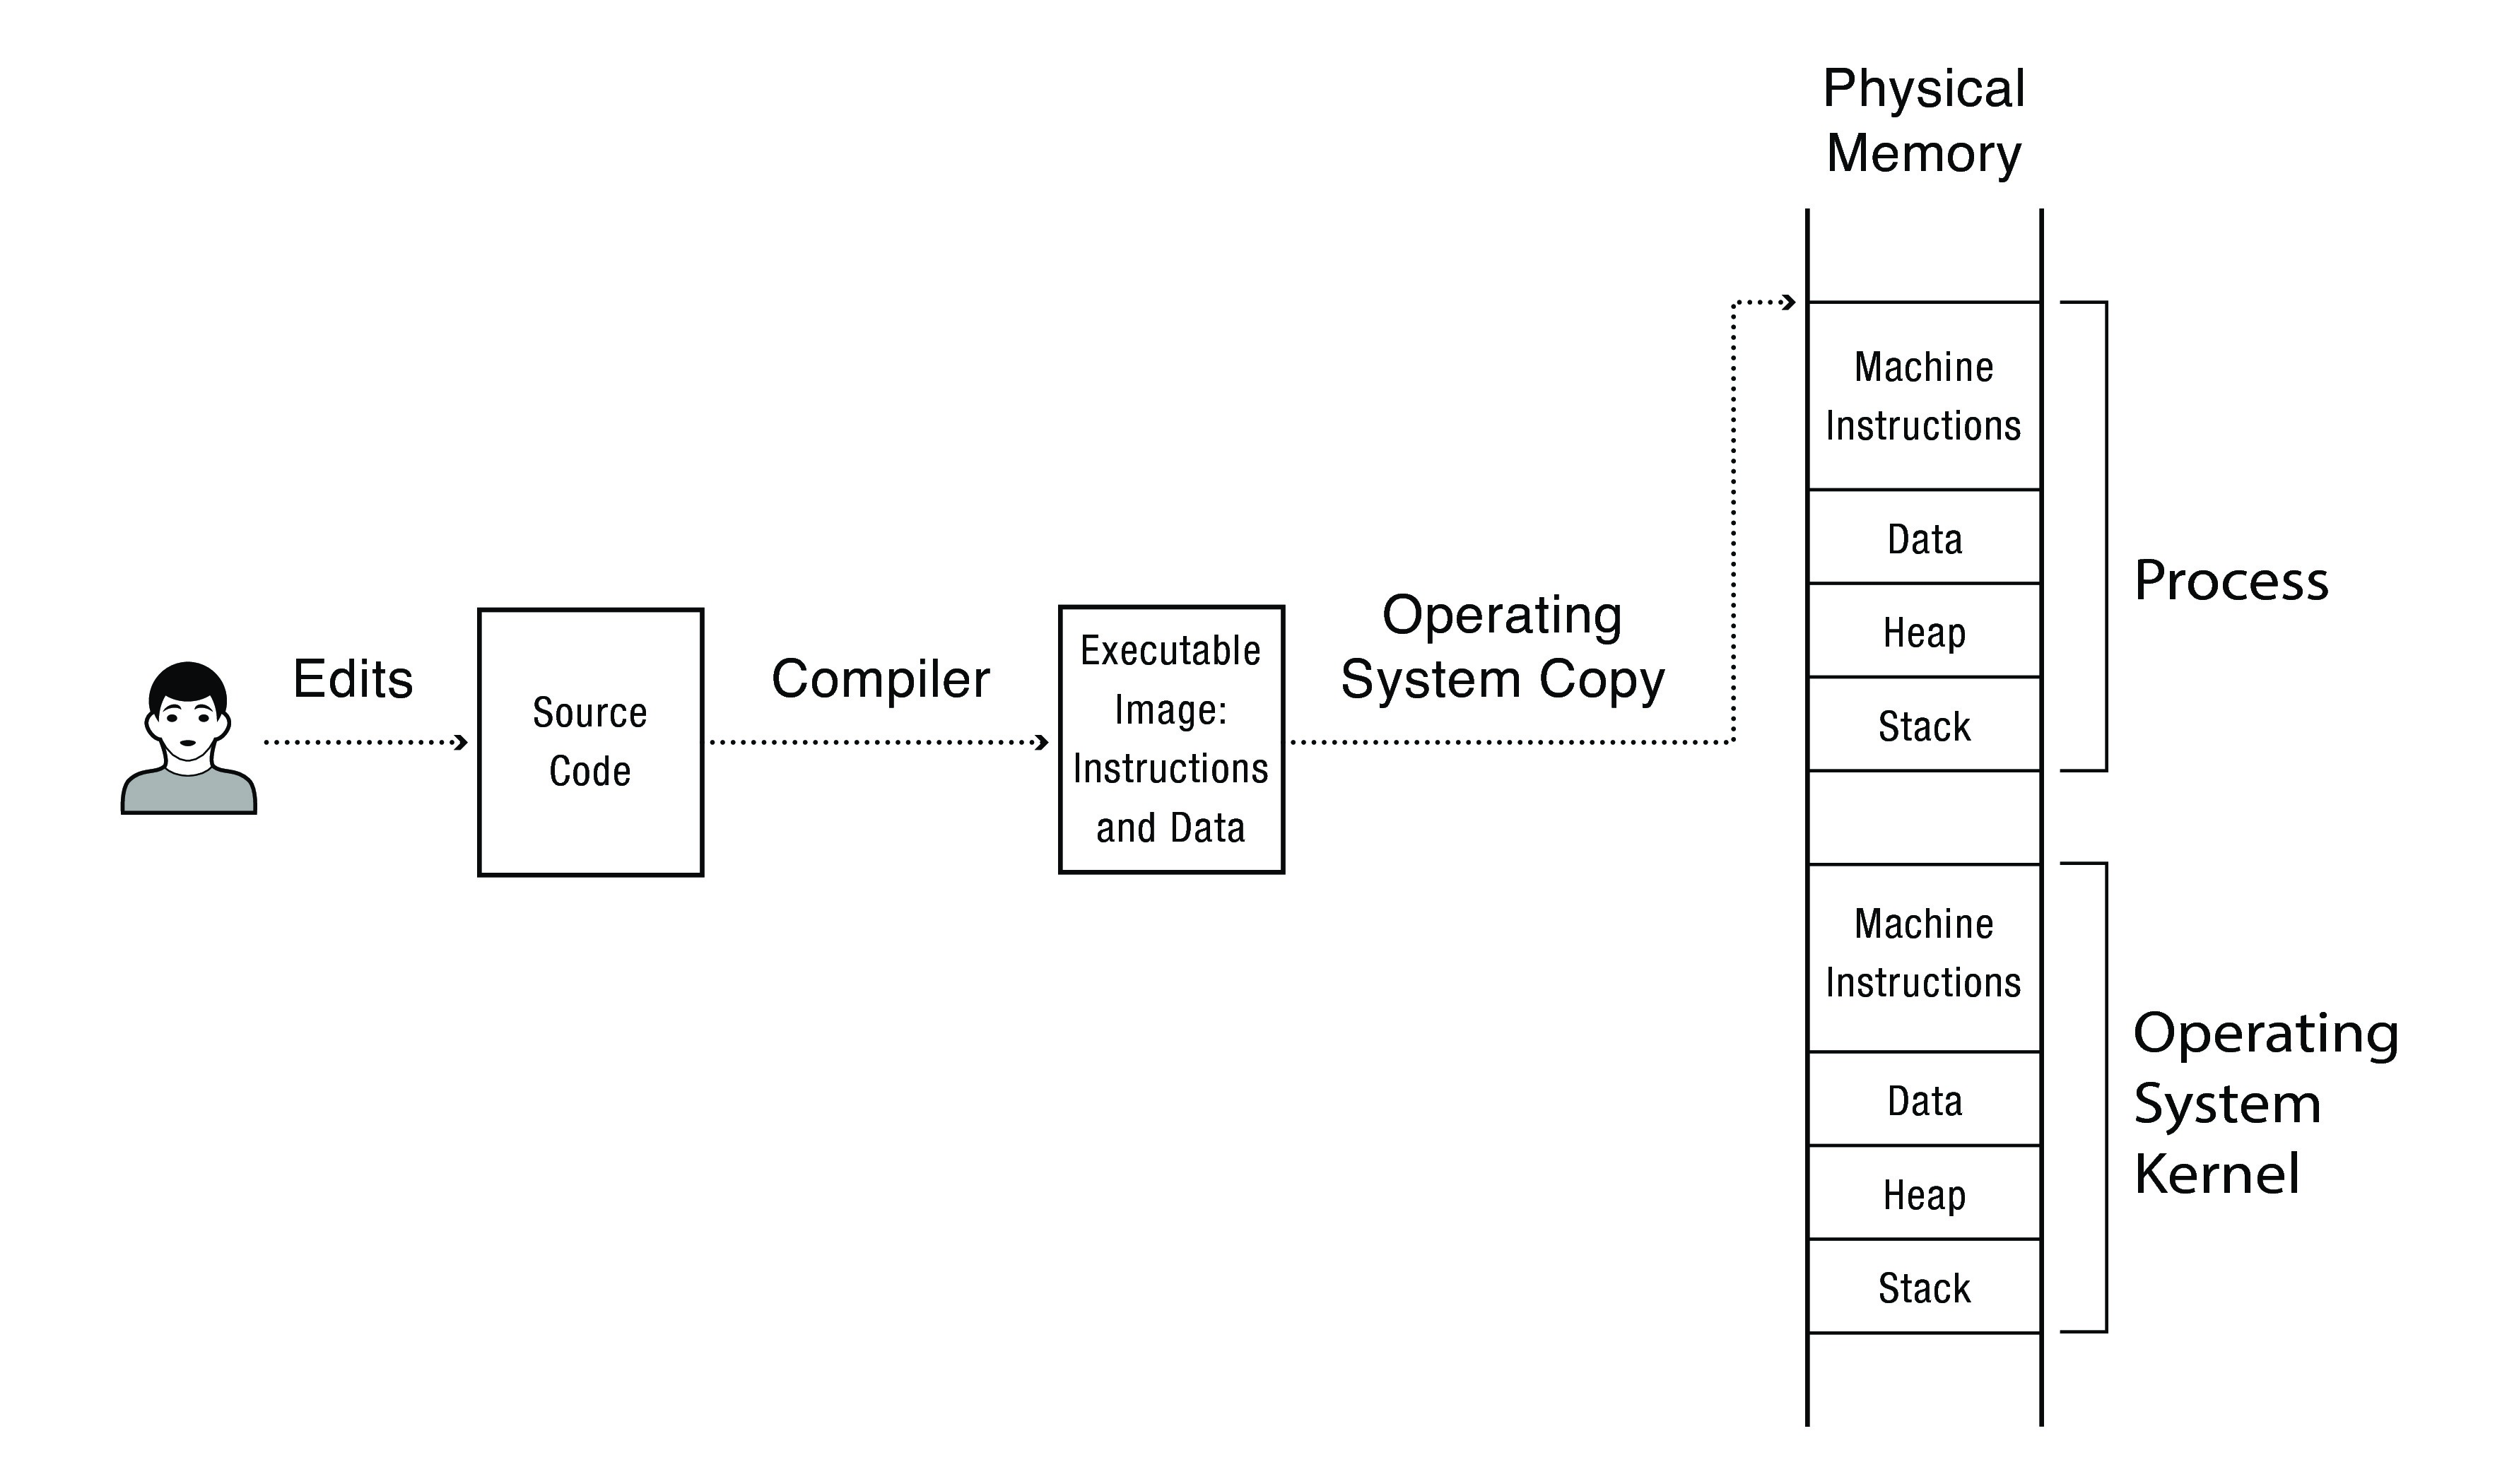 Physical
Memory
Edits
Source
Code
Compiler
Executable
Image:
Instructions
and Data
Operating
System Copy
Machine
Instructions
Data
Heap
Stack
Process
Machine
Instructions
Data
Heap
Stack
Operating
System
Kernel